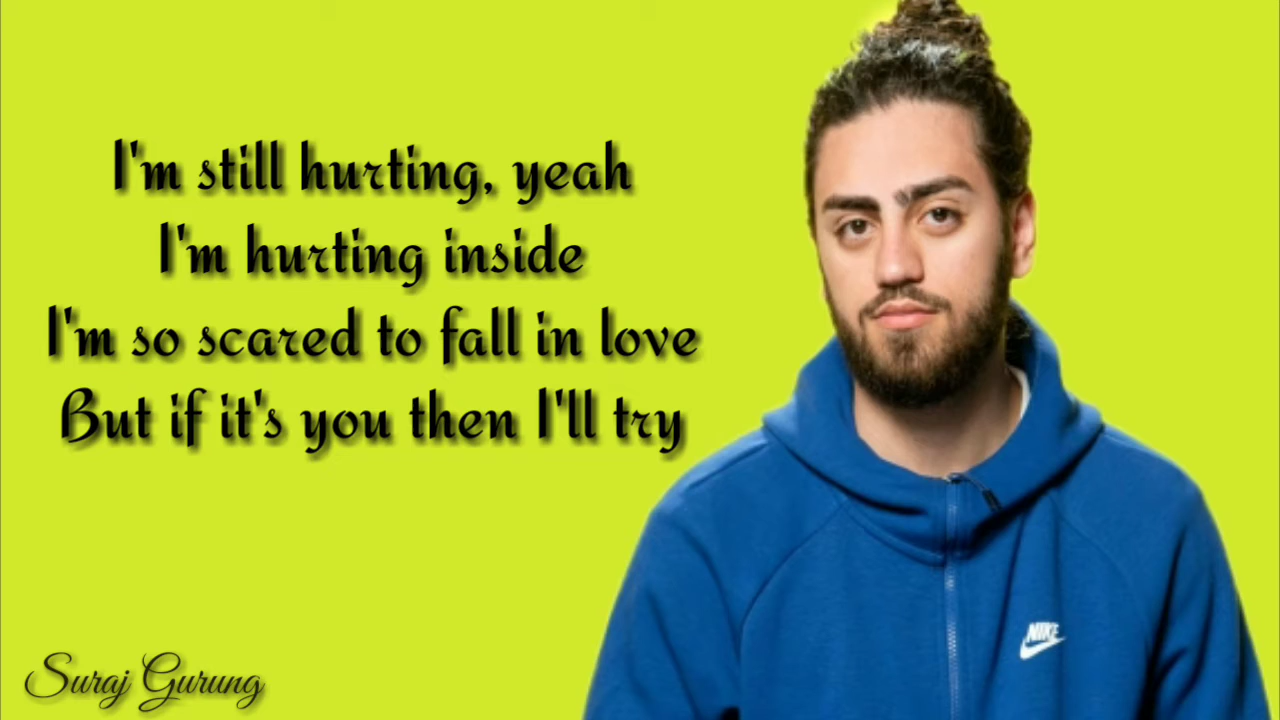 I'm still hurting, yeah
I'm hurting inside
I'm so scared to fall in love
But if it's you then I'll try
NIKE
Suraj Gurung